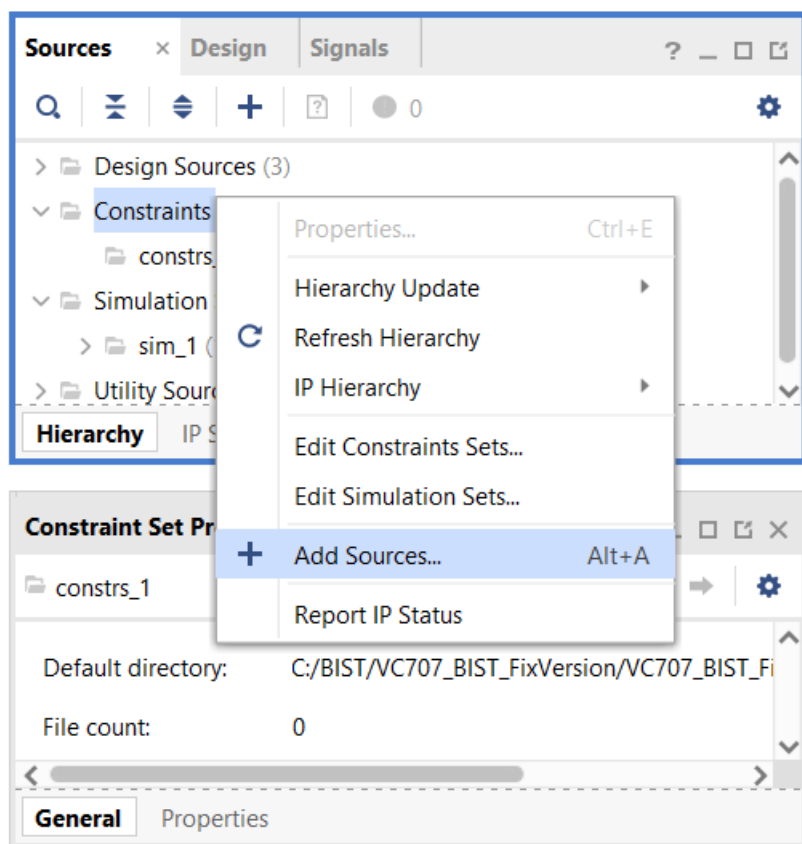 Sources × Design Signals ? _
0
Design Sources (3)
Constraints
constrs_
Simulation
sim_1 (
Utility Sour
Hierarchy IP S
Properties... Ctrl+E
Hierarchy Update
Refresh Hierarchy
IP Hierarchy
Edit Constraints Sets...
Edit Simulation Sets...
Add Sources... Alt+A
Report IP Status
Constraint Set Pr
constrs_1
Default directory: C:/BIST/VC707_BIST_FixVersion/VC707_BIST_Fi
File count: 0
General Properties